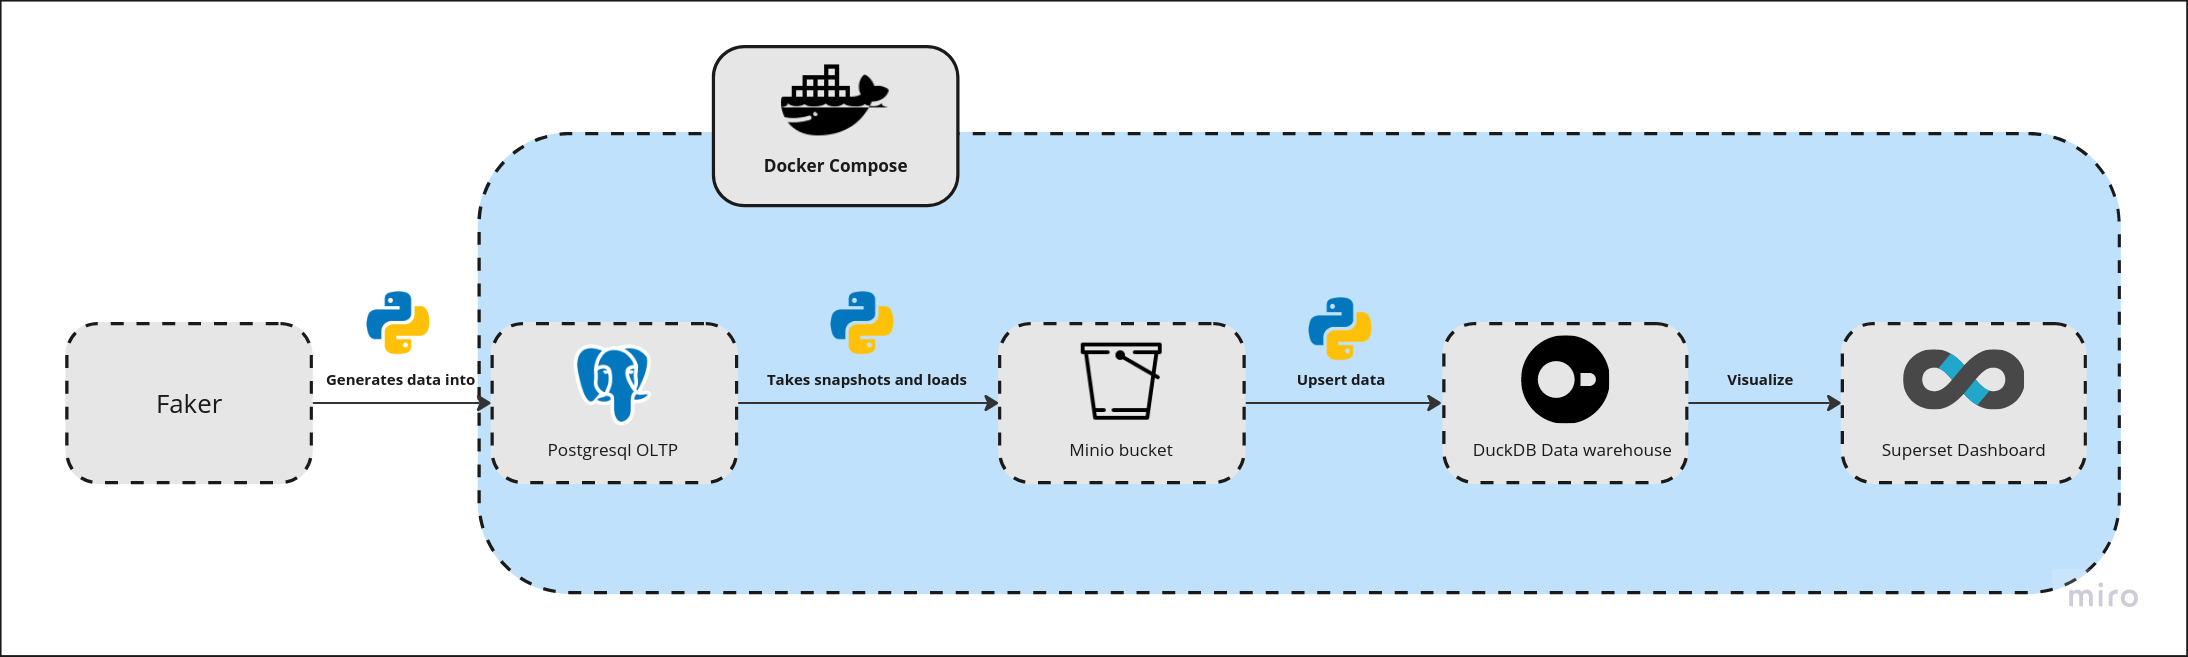 Docker Compose
Generates data into
Takes snapshots and loads
Upsert data
Visualize
Faker
Postgresql OLTP
Minio bucket
DuckDB Data warehouse
Superset Dashboard
miro